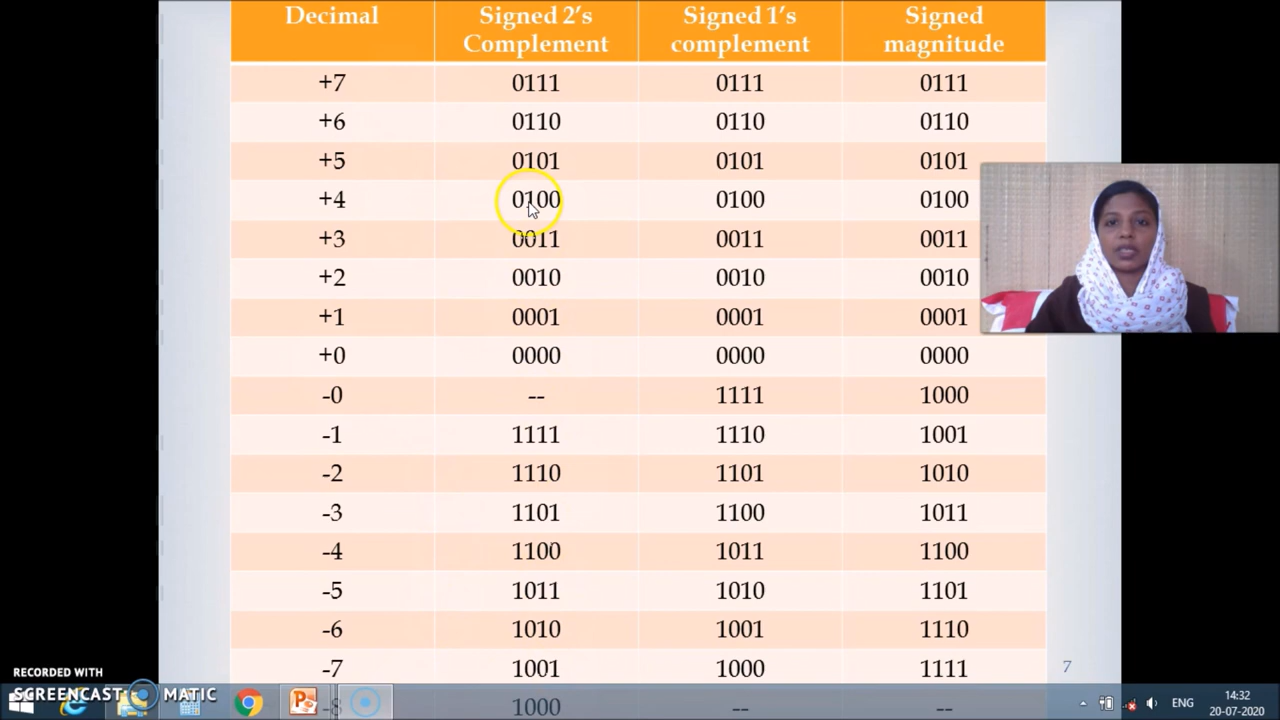 Decimal Signed 2's Complement Signed 1's complement Signed magnitude
+7 0111 0111 0111
+6 0110 0110 0110
+5 0101 0101 0101
+4 0100 0100 0100
+3 0011 0011 0011
+2 0010 0010 0010
+1 0001 0001 0001
+0 0000 0000 0000
-0 -- 1111 1000
-1 1111 1110 1001
-2 1110 1101 1010
-3 1101 1100 1011
-4 1100 1011 1100
-5 1011 1010 1101
-6 1010 1001 1110
-7 1001 1000 1111
7
-8 1000 -- --
RECORDED WITH
SCREENCAST MATIC
ENG
14:32
20-07-2020